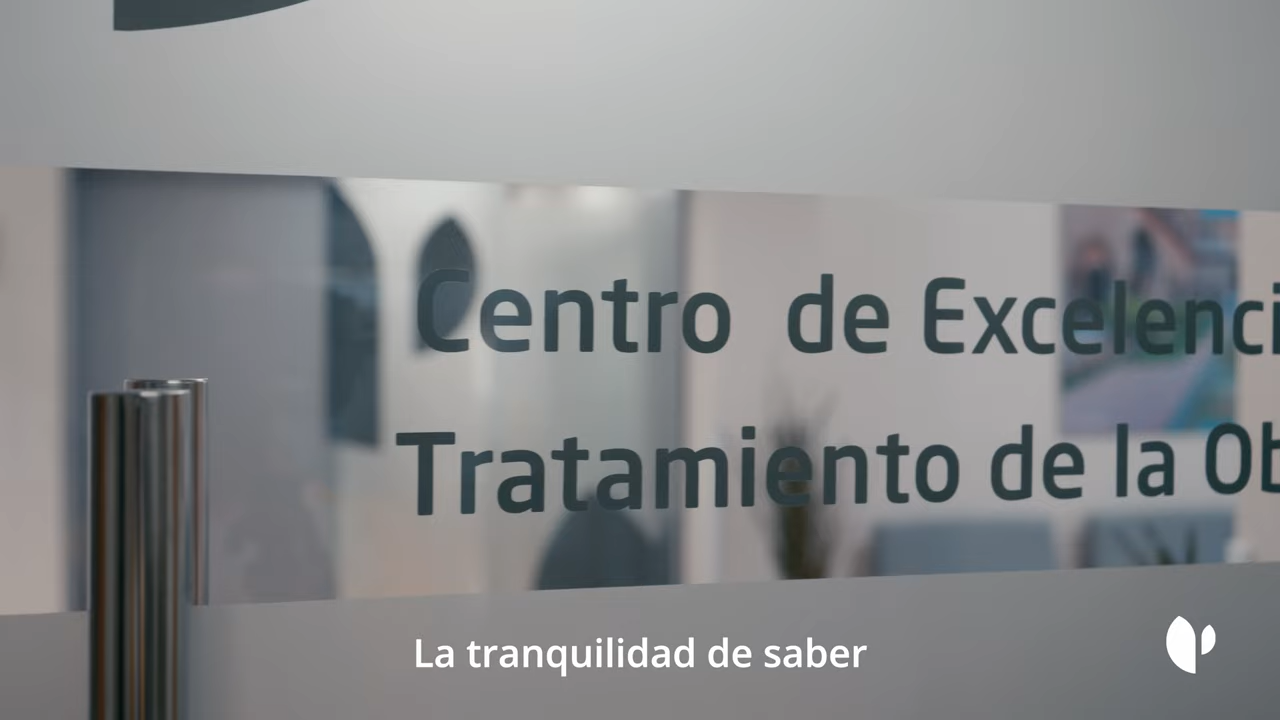 Centro de Excelenci
Tratamiento de la Ob
La tranquilidad de saber